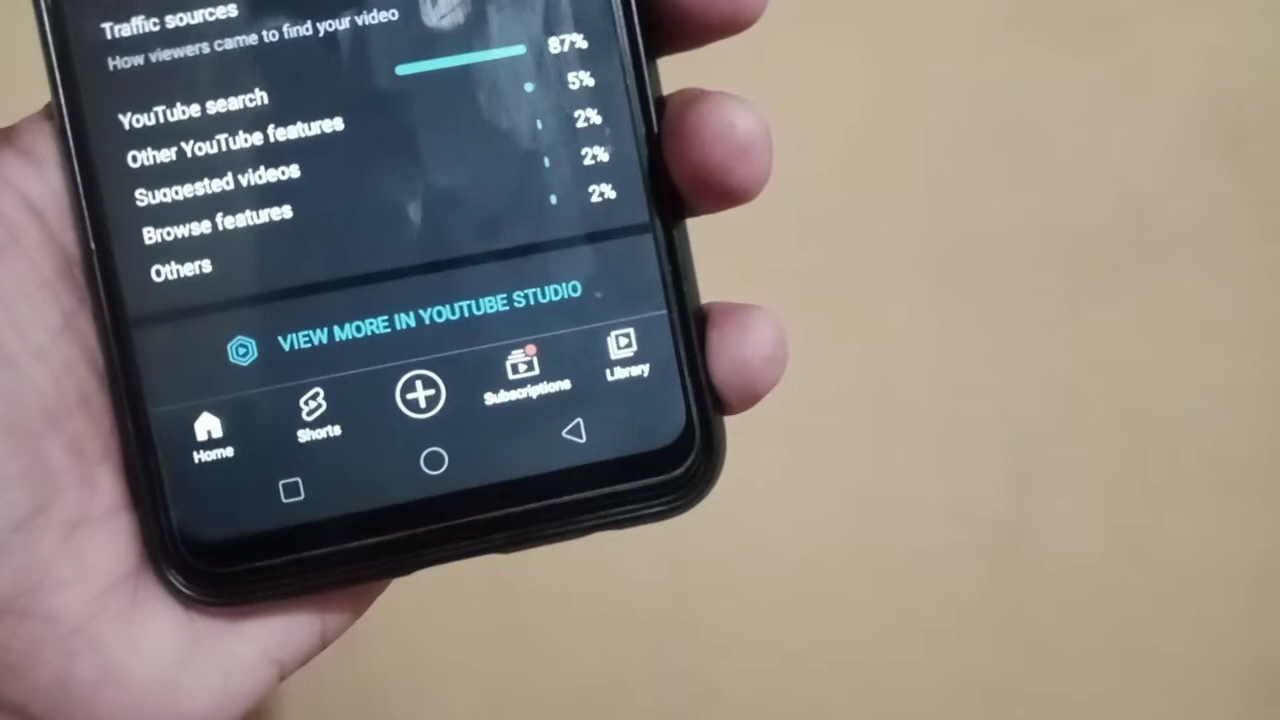 Traffic sources
How viewers came to find your video
YouTube search 87%
Other YouTube features 5%
Suggested videos 2%
Browse features 2%
Others 2%
VIEW MORE IN YOUTUBE STUDIO
Home Shorts Subscriptions Library